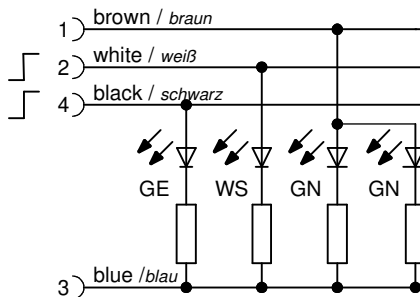 1 brown / braun
2 white / weiß
4 black / schwarz
GE WS GN GN
3 blue /blau